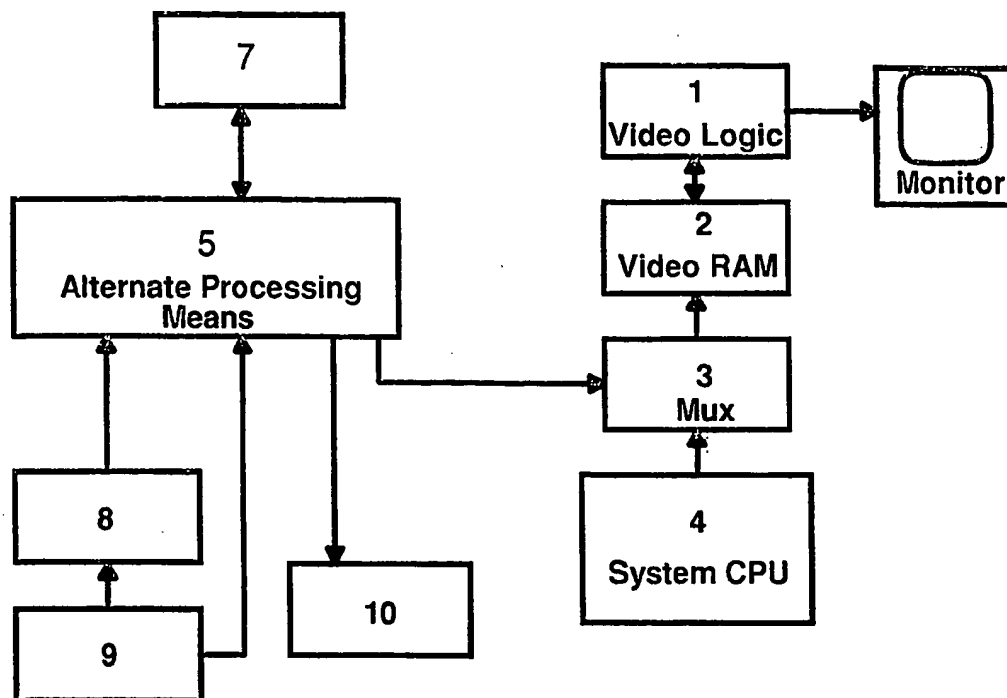 7
1
Video Logic
Monitor
5
Alternate Processing
Means
2
Video RAM
3
Mux
8
4
System CPU
10
9